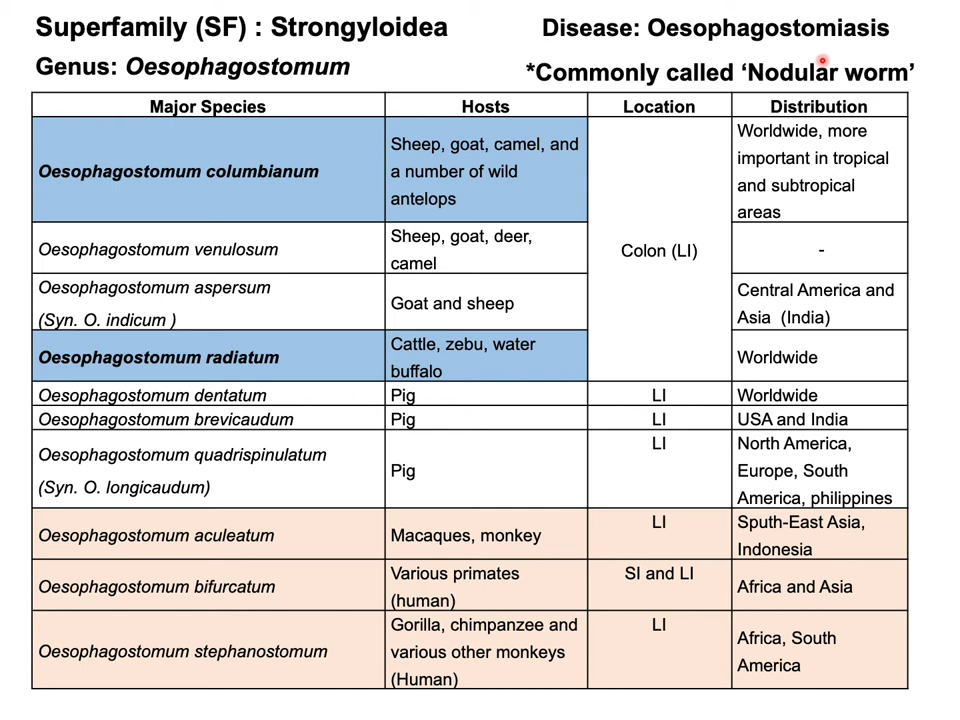 Superfamily (SF) : Strongyloidea
Disease: Oesophagostomiasis
Genus: Oesophagostomum
*Commonly called ‘Nodular worm’
Major Species Hosts Location Distribution
Oesophagostomum columbianum
Sheep, goat, camel, and
a number of wild
antelops
Colon (LI)
Worldwide, more
important in tropical
and subtropical
areas
Oesophagostomum venulosum
Sheep, goat, deer,
camel
-
Oesophagostomum aspersum
(Syn. O. indicum )
Goat and sheep
Central America and
Asia (India)
Oesophagostomum radiatum
Cattle, zebu, water
buffalo
Worldwide
Oesophagostomum dentatum Pig LI Worldwide
Oesophagostomum brevicaudum Pig LI USA and India
Oesophagostomum quadrispinulatum
(Syn. O. longicaudum)
Pig
LI
North America,
Europe, South
America, philippines
Oesophagostomum aculeatum
Macaques, monkey
LI
Sputh-East Asia,
Indonesia
Oesophagostomum bifurcatum
Various primates
(human)
SI and LI
Africa and Asia
Oesophagostomum stephanostomum
Gorilla, chimpanzee and
various other monkeys
(Human)
LI
Africa, South
America